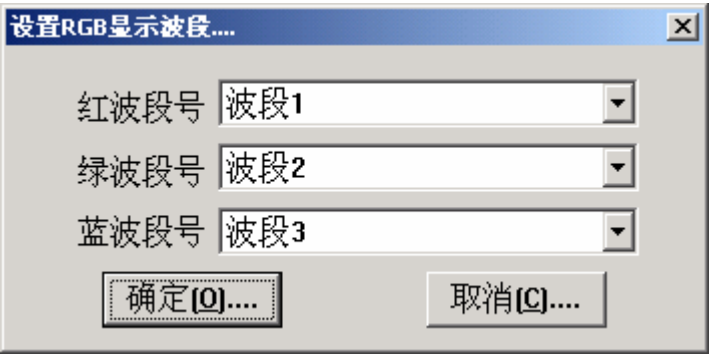 设置RGB显示波段....
红波段号 波段1
绿波段号 波段2
蓝波段号 波段3
确定(O).... 取消(C)....